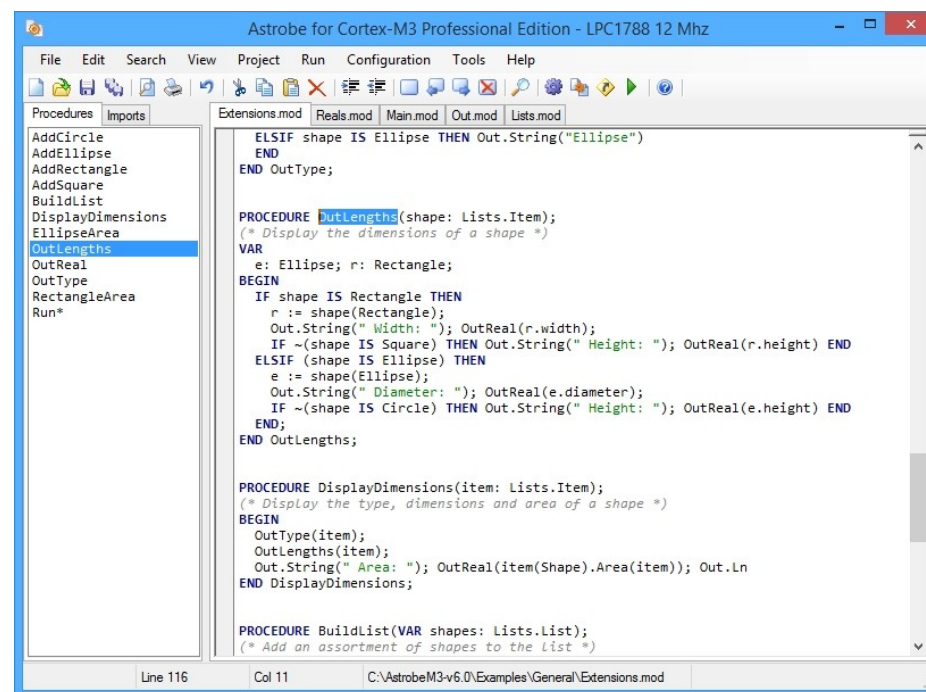 Astrobe for Cortex-M3 Professional Edition - LPC1788 12 Mhz
File Edit Search View Project Run Configuration Tools Help
Procedures Imports
Extensions.mod Reals.mod Main.mod Out.mod Lists.mod
AddCircle
AddEllipse
AddRectangle
AddSquare
BuildList
DisplayDimensions
EllipseArea
OutLengths
OutReal
OutType
RectangleArea
Run*
ELSIF shape IS Ellipse THEN Out.String("Ellipse")
END
END OutType;
PROCEDURE OutLengths(shape: Lists.Item);
(* Display the dimensions of a shape *)
VAR
e: Ellipse; r: Rectangle;
BEGIN
IF shape IS Rectangle THEN
r := shape(Rectangle);
Out.String(" Width: "); OutReal(r.width);
IF ~(shape IS Square) THEN Out.String(" Height: "); OutReal(r.height) END
ELSIF (shape IS Ellipse) THEN
e := shape(Ellipse);
Out.String(" Diameter: "); OutReal(e.diameter);
IF ~(shape IS Circle) THEN Out.String(" Height: "); OutReal(e.height) END
END;
END OutLengths;
PROCEDURE DisplayDimensions(item: Lists.Item);
(* Display the type, dimensions and area of a shape *)
BEGIN
OutType(item);
OutLengths(item);
Out.String(" Area: "); OutReal(item(Shape).Area(item)); Out.Ln
END DisplayDimensions;
PROCEDURE BuildList(VAR shapes: Lists.List);
(* Add an assortment of shapes to the list *)
Line 116 Col 11 C:\AstrobeM3-v6.0\Examples\General\Extensions.mod